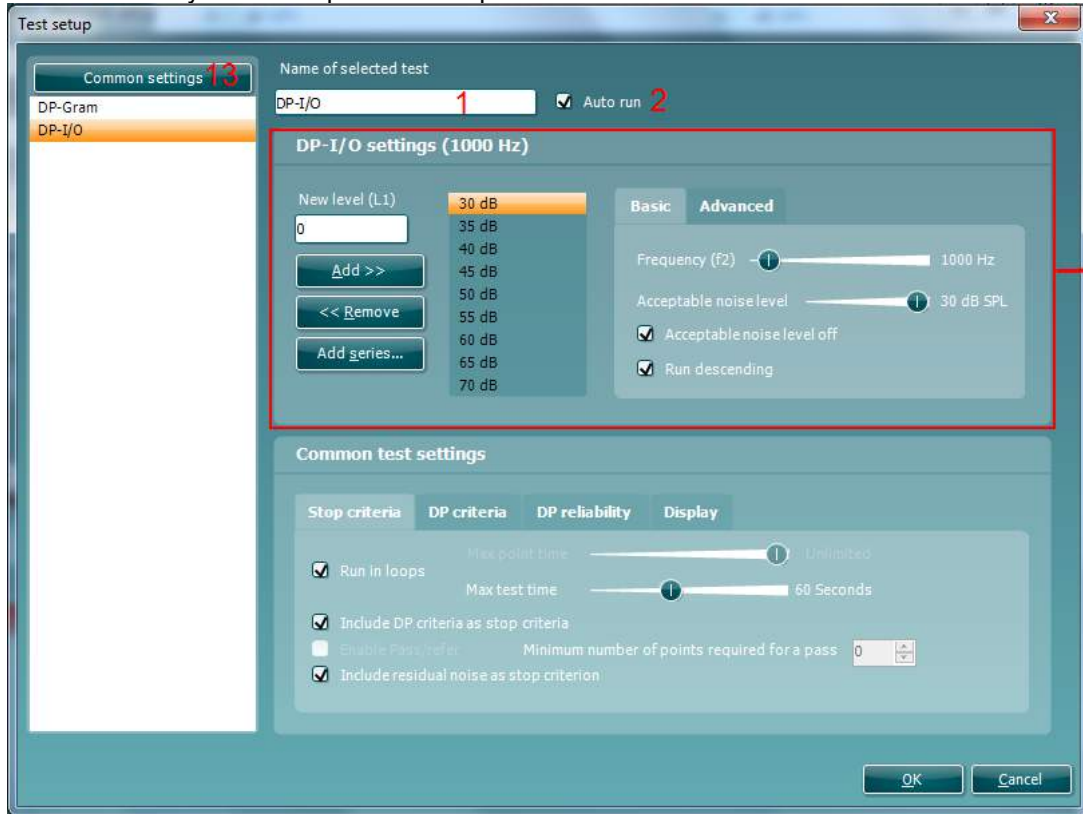 Test setup
Common settings 13
DP-Gram
DP-I/O
Name of selected test
DP-I/O 1
Auto run 2
DP-I/O settings (1000 Hz)
New level (L1)
0
Add >>
<< Remove
Add series...
30 dB
35 dB
40 dB
45 dB
50 dB
55 dB
60 dB
65 dB
70 dB
Basic Advanced
Frequency (f2) 1000 Hz
Acceptable noise level 30 dB SPL
Acceptable noise level off
Run descending
Common test settings
Stop criteria DP criteria DP reliability Display
Max point time Unlimited
Run in loops
Max test time 60 Seconds
Include DP criteria as stop criteria
Enable Pass/refer Minimum number of points required for a pass 0
Include residual noise as stop criterion
OK Cancel